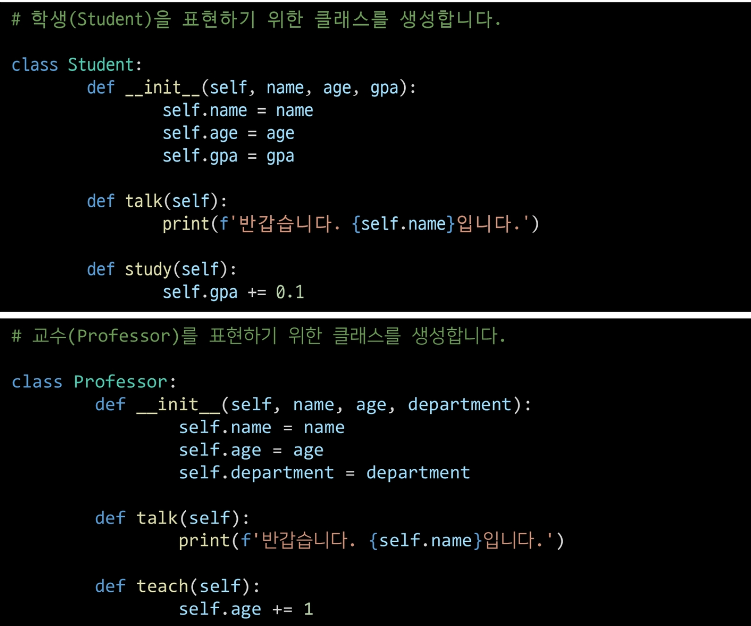 # 학생(Student)을 표현하기 위한 클래스를 생성합니다.
class Student:
def __init__(self, name, age, gpa):
self.name = name
self.age = age
self.gpa = gpa
def talk(self):
print(f'반갑습니다. {self.name}입니다.')
def study(self):
self.gpa += 0.1
# 교수(Professor)를 표현하기 위한 클래스를 생성합니다.
class Professor:
def __init__(self, name, age, department):
self.name = name
self.age = age
self.department = department
def talk(self):
print(f'반갑습니다. {self.name}입니다.')
def teach(self):
self.age += 1